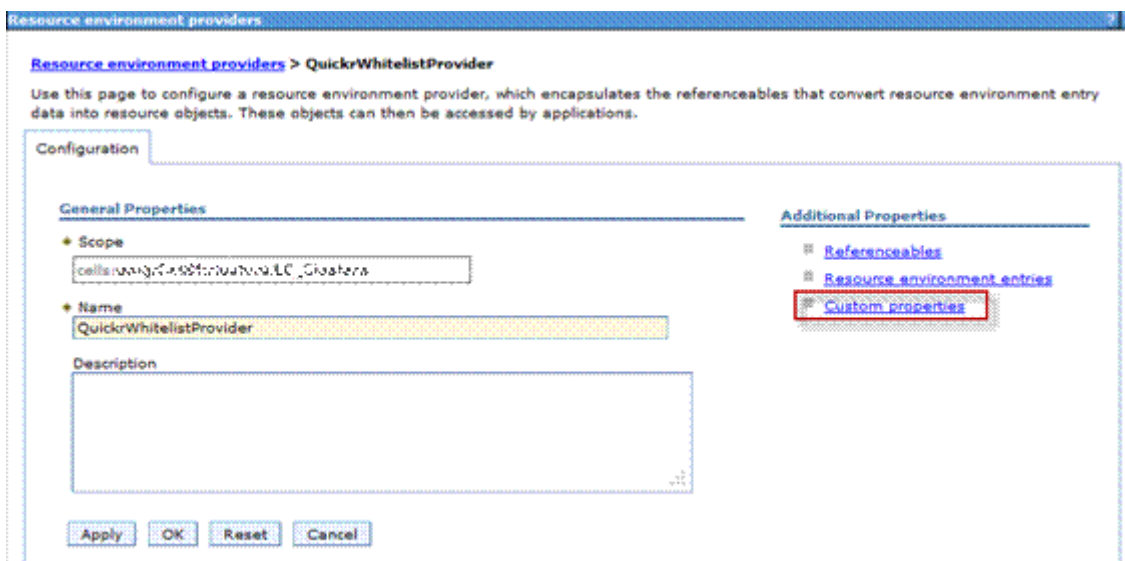 Resource environment providers ?
Resource environment providers > QuickrWhitelistProvider
Use this page to configure a resource environment provider, which encapsulates the referenceables that convert resource environment entry
data into resource objects. These objects can then be accessed by applications.
Configuration
General Properties
Scope
cells
Name
QuickrWhitelistProvider
Description
Apply OK Reset Cancel
Additional Properties
Referenceables
Resource environment entries
Custom properties